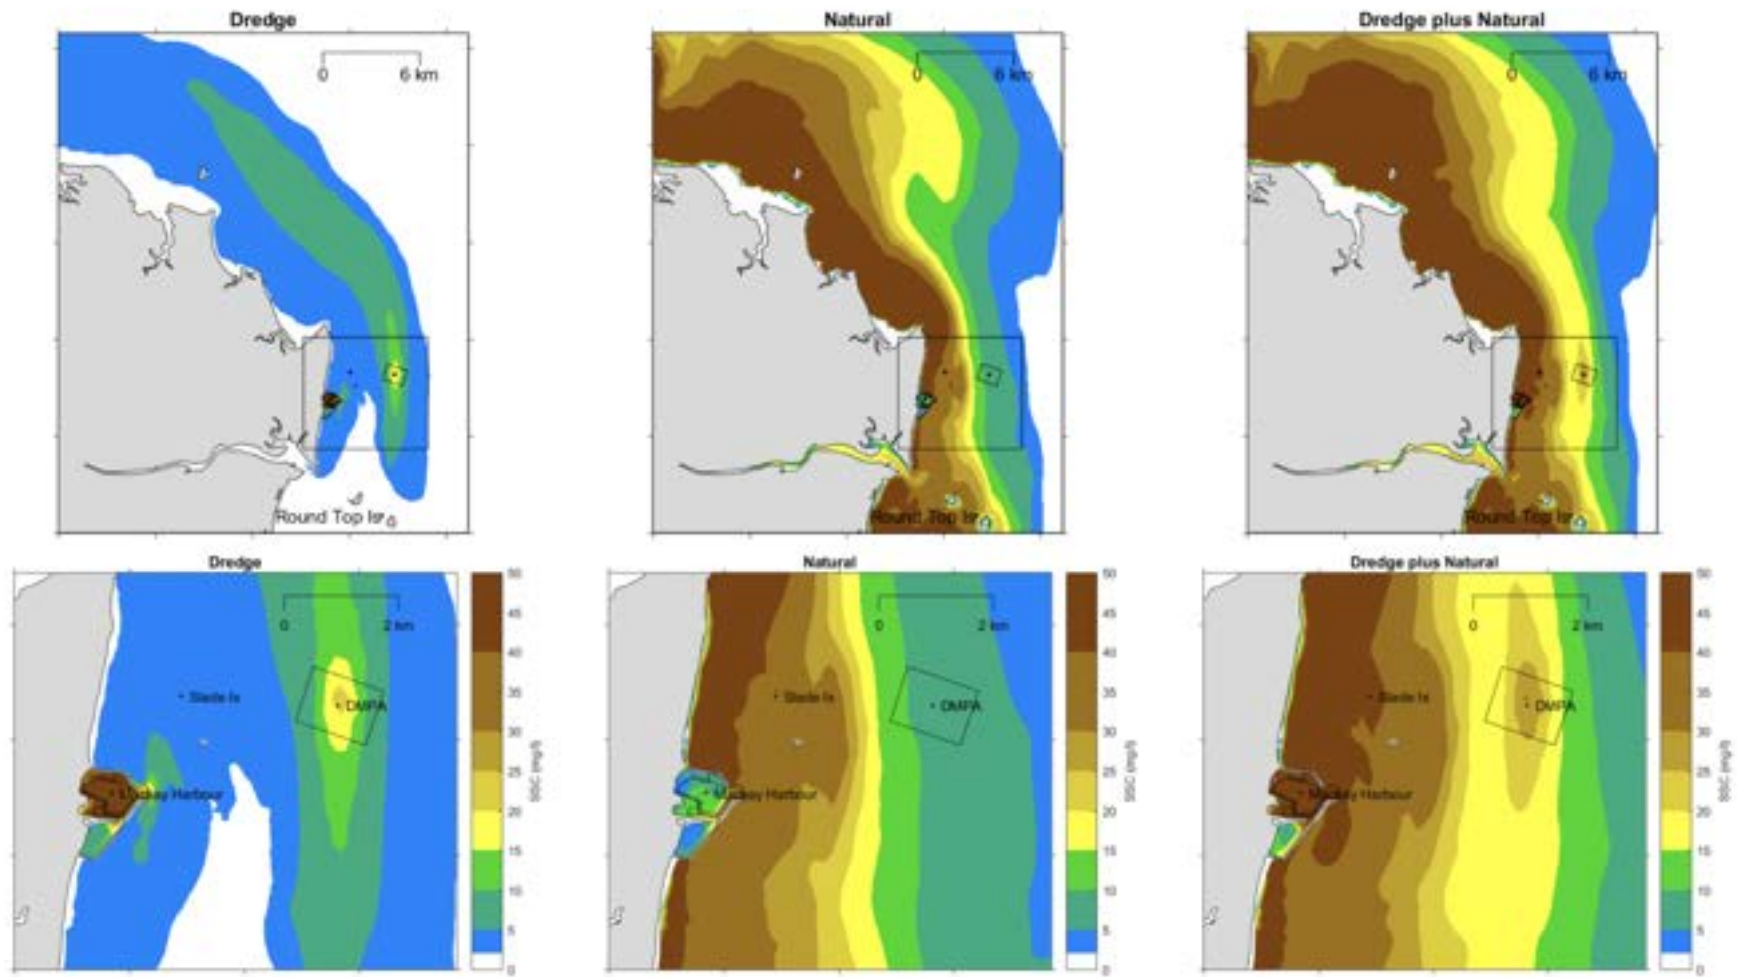 Dredge
Natural
Dredge plus Natural
0 6 km
0 6 km
0 6 km
Round Top Isr
Round Top Isr
Round Top Isr
Dredge
Natural
Dredge plus Natural
0 2 km
0 2 km
0 2 km
Slade Is
DMPA
Mackay Harbour
Slade Is
DMPA
Mackay Harbour
Slade Is
DMPA
Mackay Harbour
50
45
40
35
30
25
20
15
10
5
0
SSC (mg/l)
50
45
40
35
30
25
20
15
10
5
0
SSC (mg/l)
50
45
40
35
30
25
20
15
10
5
0
SSC (mg/l)